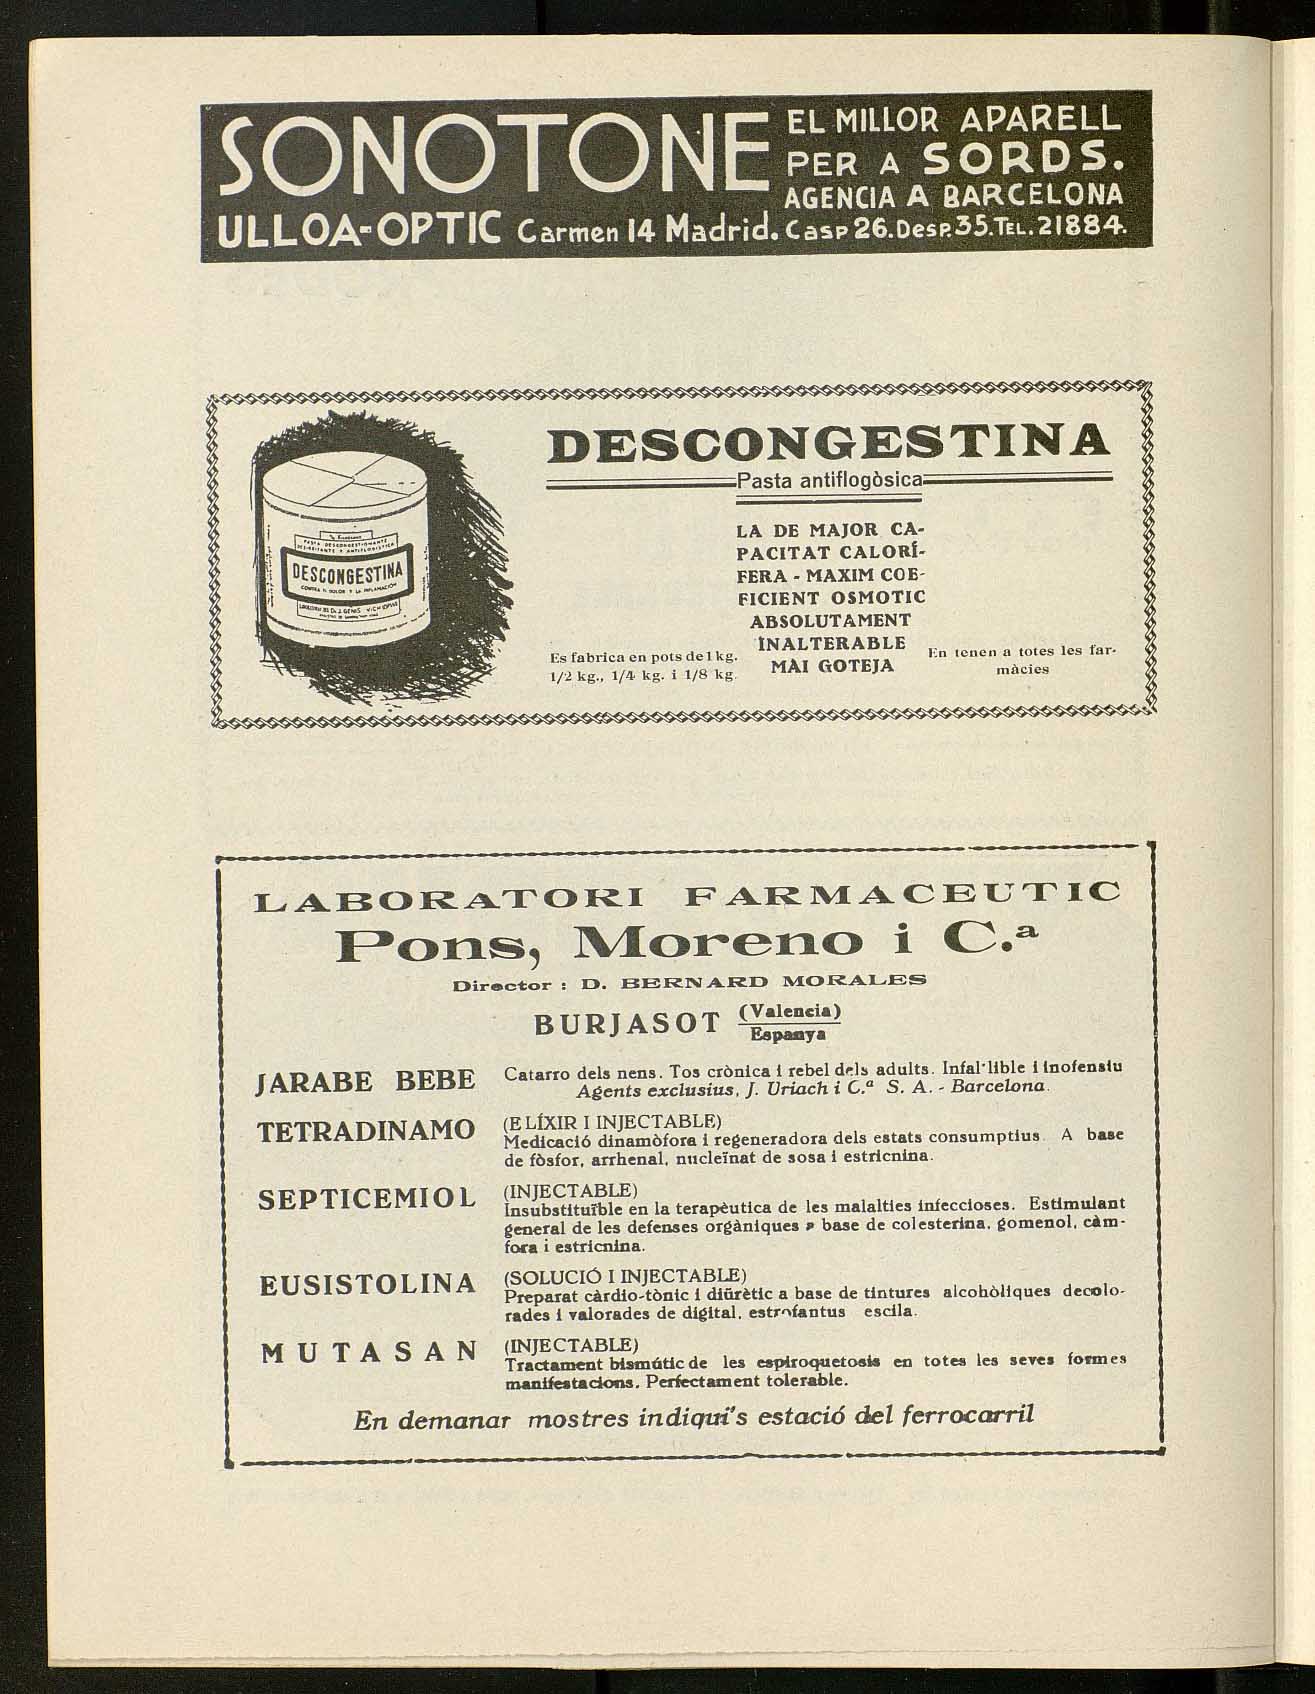 SONOTONE
EL MILLOR APARELL
PER A SORDS.
AGENCIA A BARCELONA
ULLOA-OPTIC Carmen 14 Madrid. Casp 26. Desp. 35. TEL. 21884.
DESCONGESTINA
Pasta antiflogòsica
PASTA DESCONGESTIONANTE
DESCONGESTINA
CONTRA EL DOLOR Y LA INFLAMACIÓN
LA DE MAJOR CA-
PACITAT CALORÍ-
FERA - MAXIM COE-
FICIENT OSMOTIC
ABSOLUTAMENT
INALTERABLE
MÀI GOTEJA
Es fabrica en pots de 1 kg.
1/2 kg., 1/4 kg. i 1/8 kg.
En tenen a totes les far-
màcies
LABORATORI FARMACEUTIC
Pons, Moreno i C.ª
Director : D. BERNARD MORALES
BURJASOT (Valencia)
Espanya
JARABE BEBE
Catarro dels nens. Tos crònica i rebel dels adults. Infal·lible i inofensiu
Agents exclusius, J. Uriach i C.ª S. A. - Barcelona.
TETRADINAMO
(ELÍXIR I INJECTABLE)
Medicació dinamòfora i regeneradora dels estats consumptius. A base
de fòsfor, arrhenal, nucleïnat de sosa i estricnina.
SEPTICEMIOL
(INJECTABLE)
Insubstituïble en la terapèutica de les malalties infeccioses. Estimulant
general de les defenses orgàniques a base de colesterina, gomenol, càm-
fora i estricnina.
EUSISTOLINA
(SOLUCIÓ I INJECTABLE)
Preparat càrdio-tònic i diürètic a base de tintures alcohòliques decolo-
rades i valorades de digital, estrofantus escila.
MUTASAN
(INJECTABLE)
Tractament bismútic de les espiroquetosis en totes les seves formes
manifestacions. Perfectament tolerable.
En demanar mostres indiqui's estació del ferrocarril